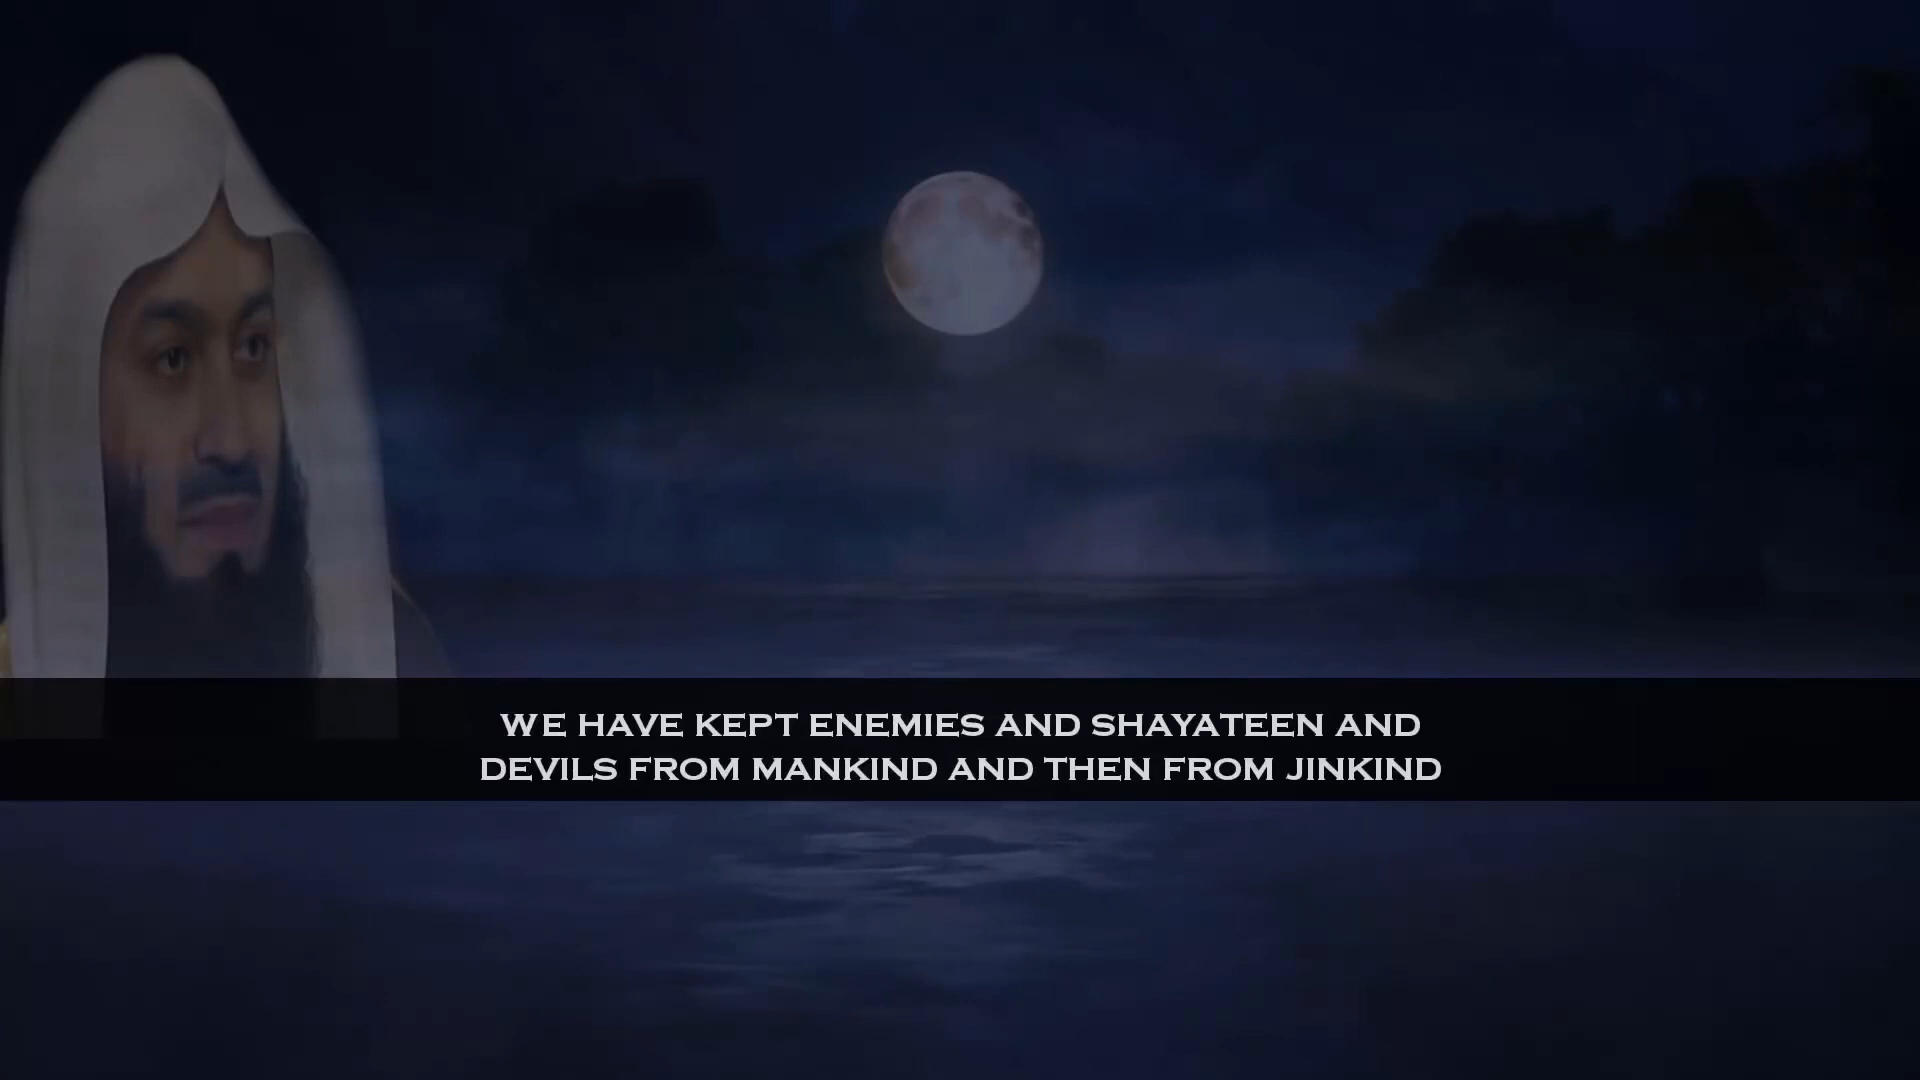 WE HAVE KEPT ENEMIES AND SHAYATEEN AND
DEVILS FROM MANKIND AND THEN FROM JINKIND